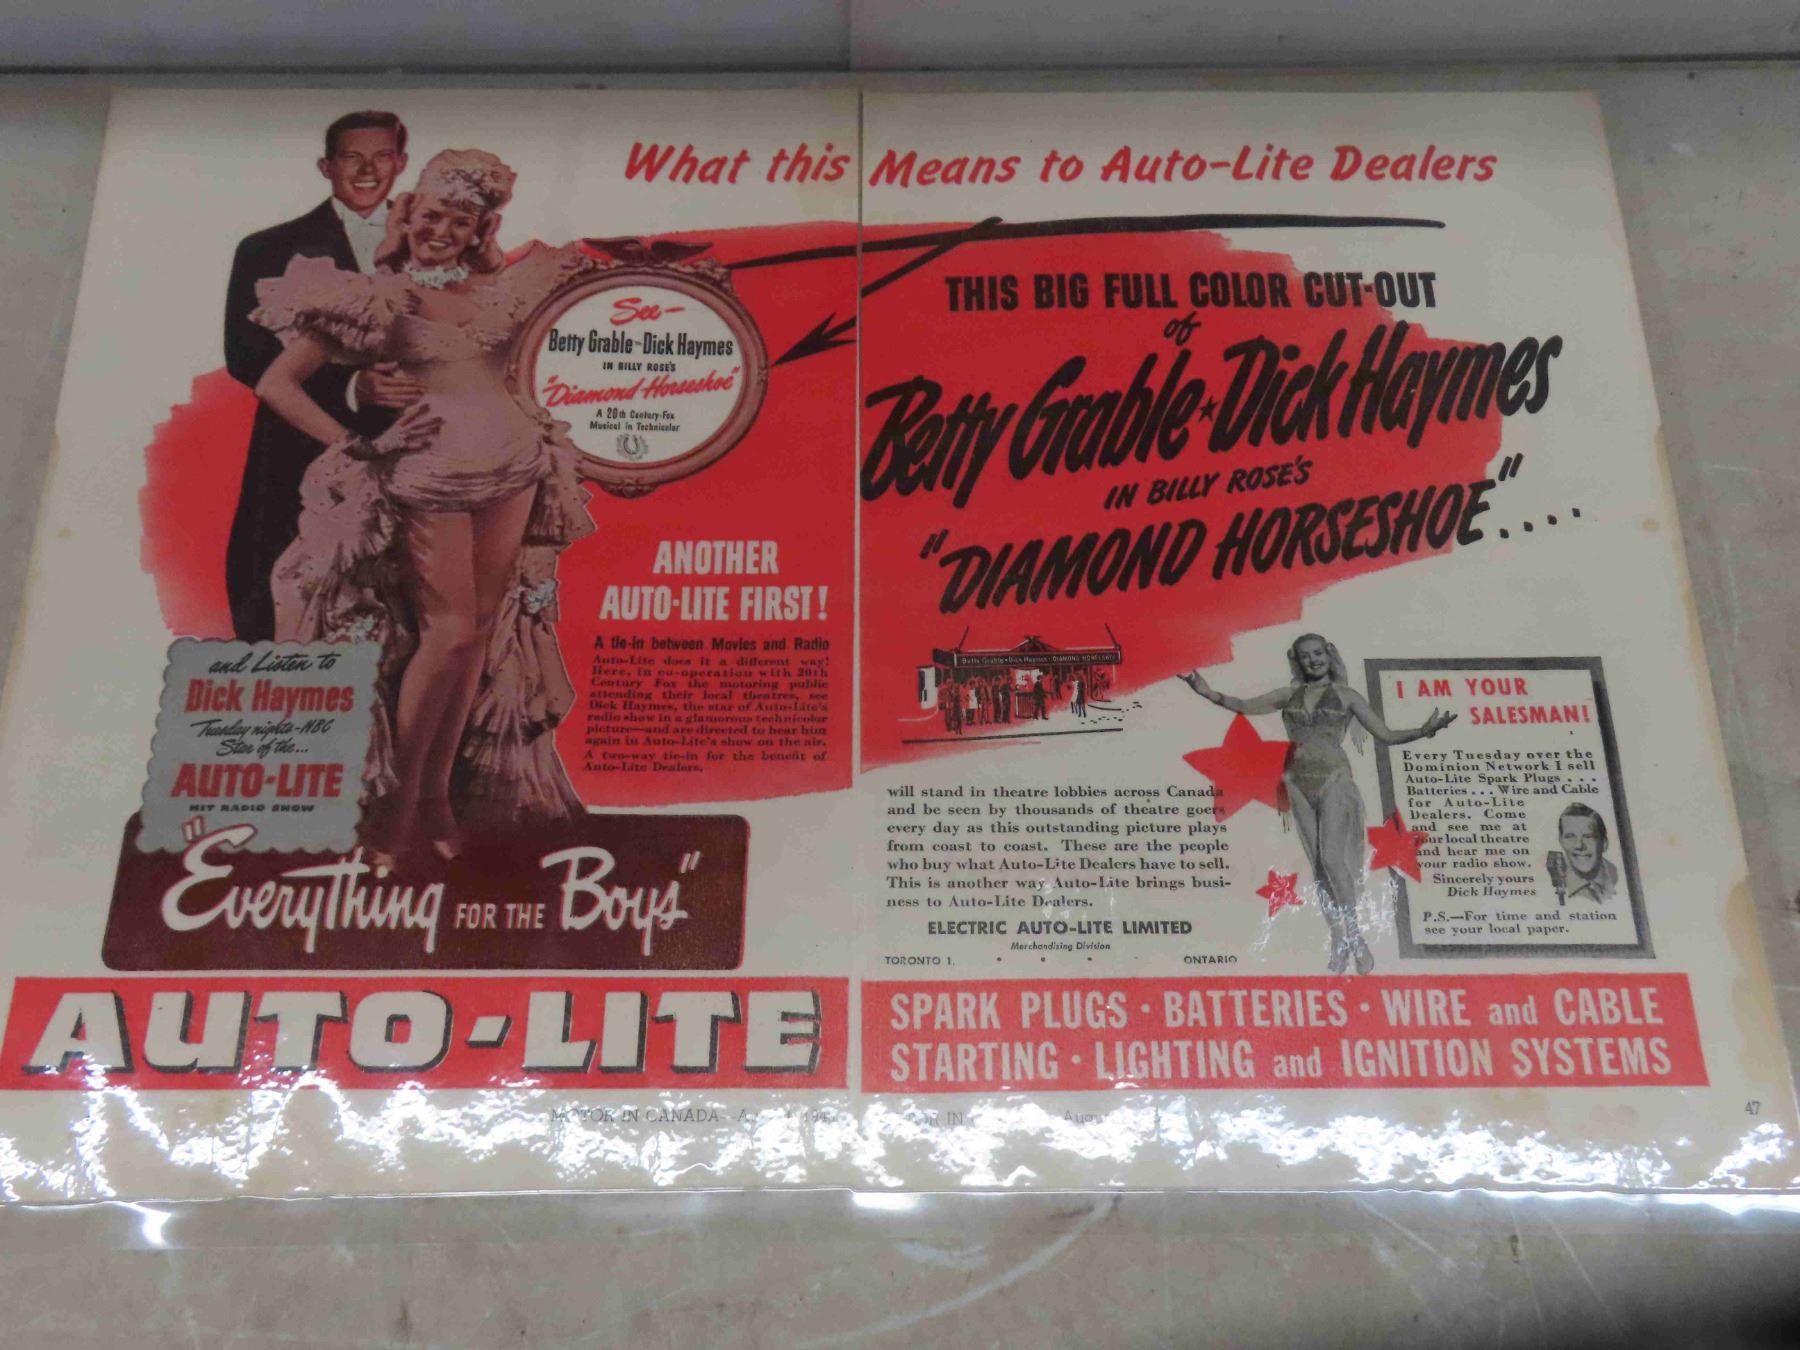 What this Means to Auto-Lite Dealers
See—
Betty Grable-Dick Haymes
IN BILLY ROSE'S
"Diamond Horseshoe"
A 20th Century-Fox
Musical in Technicolor
ANOTHER
AUTO-LITE FIRST!
A tie-in between Movies and Radio
Auto-Lite does it a different way!
Here, in co-operation with 20th
Century Fox the motoring public
attending their local theatres, see
Dick Haymes, the star of Auto-Lite's
radio show in a glamorous technicolor
picture—and are directed to hear him
again in Auto-Lite's show on the air.
A two-way tie-in for the benefit of
Auto-Lite Dealers.
and Listen to
Dick Haymes
Tuesday nights-NBC
Star of the...
AUTO-LITE
HIT RADIO SHOW
"Everything FOR THE Boys"
AUTO-LITE
MOTOR IN CANADA
THIS BIG FULL COLOR CUT-OUT
of
Betty Grable★Dick Haymes
IN BILLY ROSE'S
"DIAMOND HORSESHOE"....
Betty Grable • Dick Haymes - DIAMOND HORSESHOE
will stand in theatre lobbies across Canada
and be seen by thousands of theatre goers
every day as this outstanding picture plays
from coast to coast. These are the people
who buy what Auto-Lite Dealers have to sell.
This is another way Auto-Lite brings busi-
ness to Auto-Lite Dealers.
ELECTRIC AUTO-LITE LIMITED
Merchandising Division
TORONTO 1. • • • ONTARIO
I AM YOUR
SALESMAN!
Every Tuesday over the
Dominion Network I sell
Auto-Lite Spark Plugs . . .
Batteries . . . Wire and Cable
for Auto-Lite
Dealers. Come
and see me at
your local theatre
and hear me on
your radio show.
Sincerely yours
Dick Haymes
P.S.—For time and station
see your local paper.
SPARK PLUGS · BATTERIES · WIRE and CABLE
STARTING · LIGHTING and IGNITION SYSTEMS
47